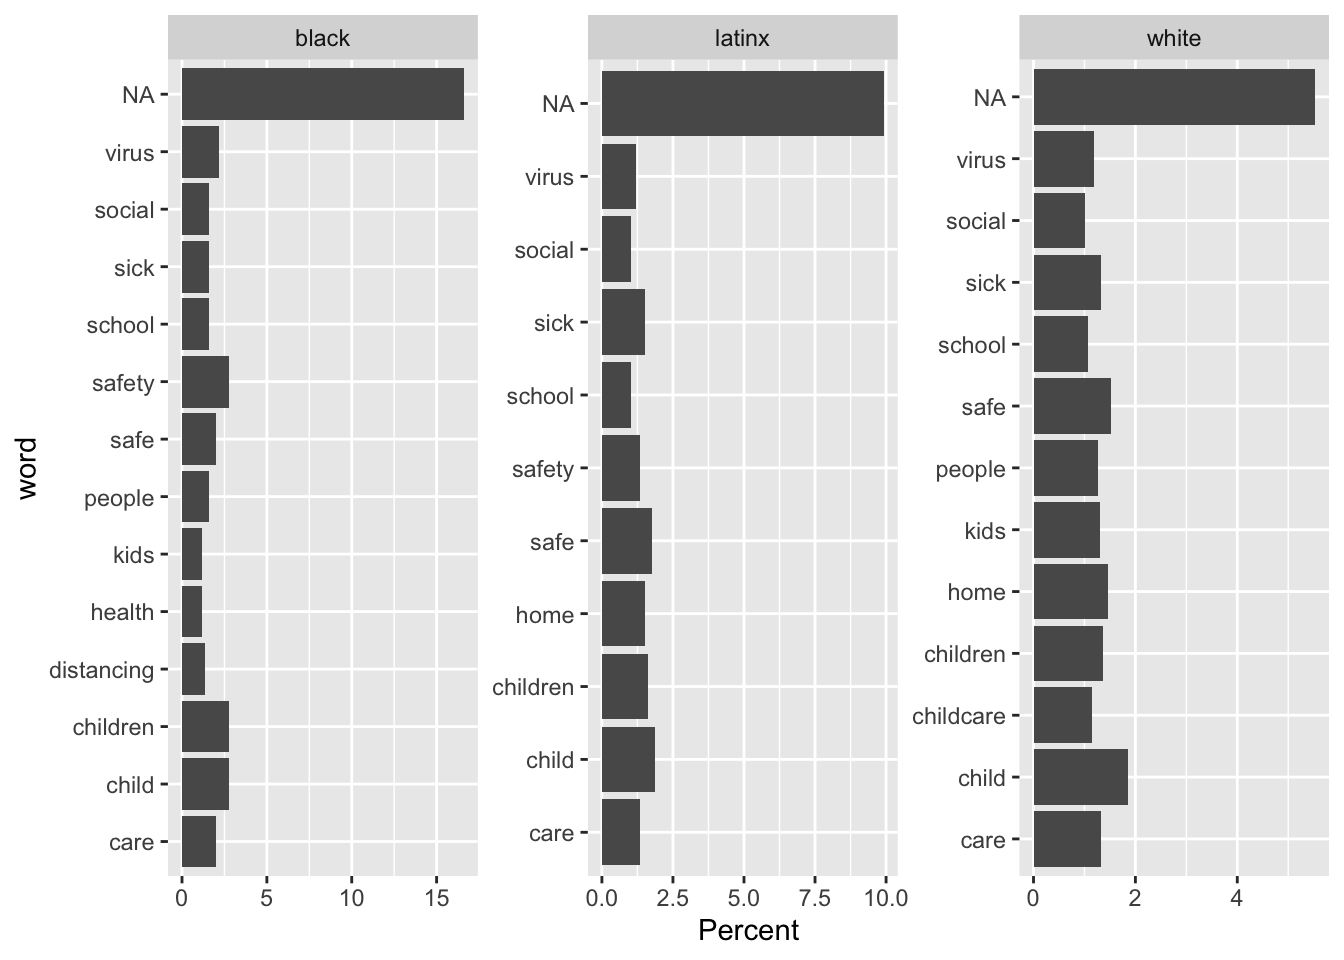 black
latinx
white
word
NA
virus
social
sick
school
safety
safe
people
kids
health
distancing
children
child
care
0 5 10 15
NA
virus
social
sick
school
safety
safe
home
children
child
care
0.0 2.5 5.0 7.5 10.0
NA
virus
social
sick
school
safe
people
kids
home
children
childcare
child
care
0 2 4
Percent